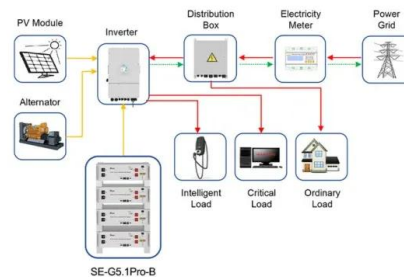 PV Module
Inverter
Distribution
Box
Electricity
Meter
Power
Grid
Alternator
Intelligent
Load
Critical
Load
Ordinary
Load
SE-G5.1Pro-B